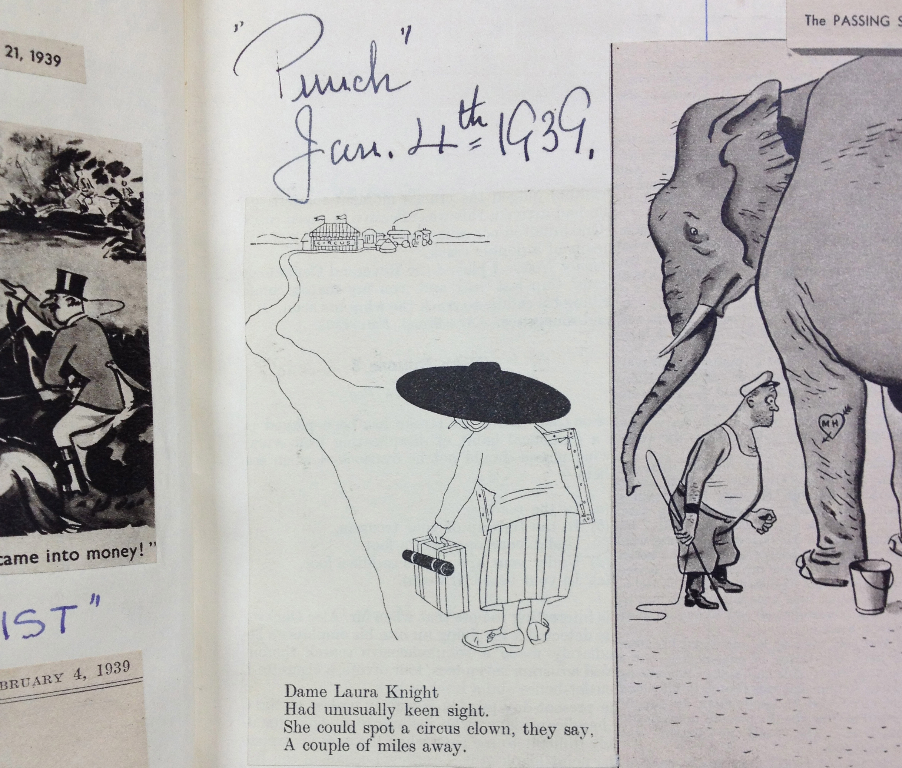 21, 1939
came into money!"
IST"
BRUARY 4, 1939
"Punch"
Jan. 4th 1939.
CIRCUS
Dame Laura Knight
Had unusually keen sight.
She could spot a circus clown, they say,
A couple of miles away.
The PASSING S
MH